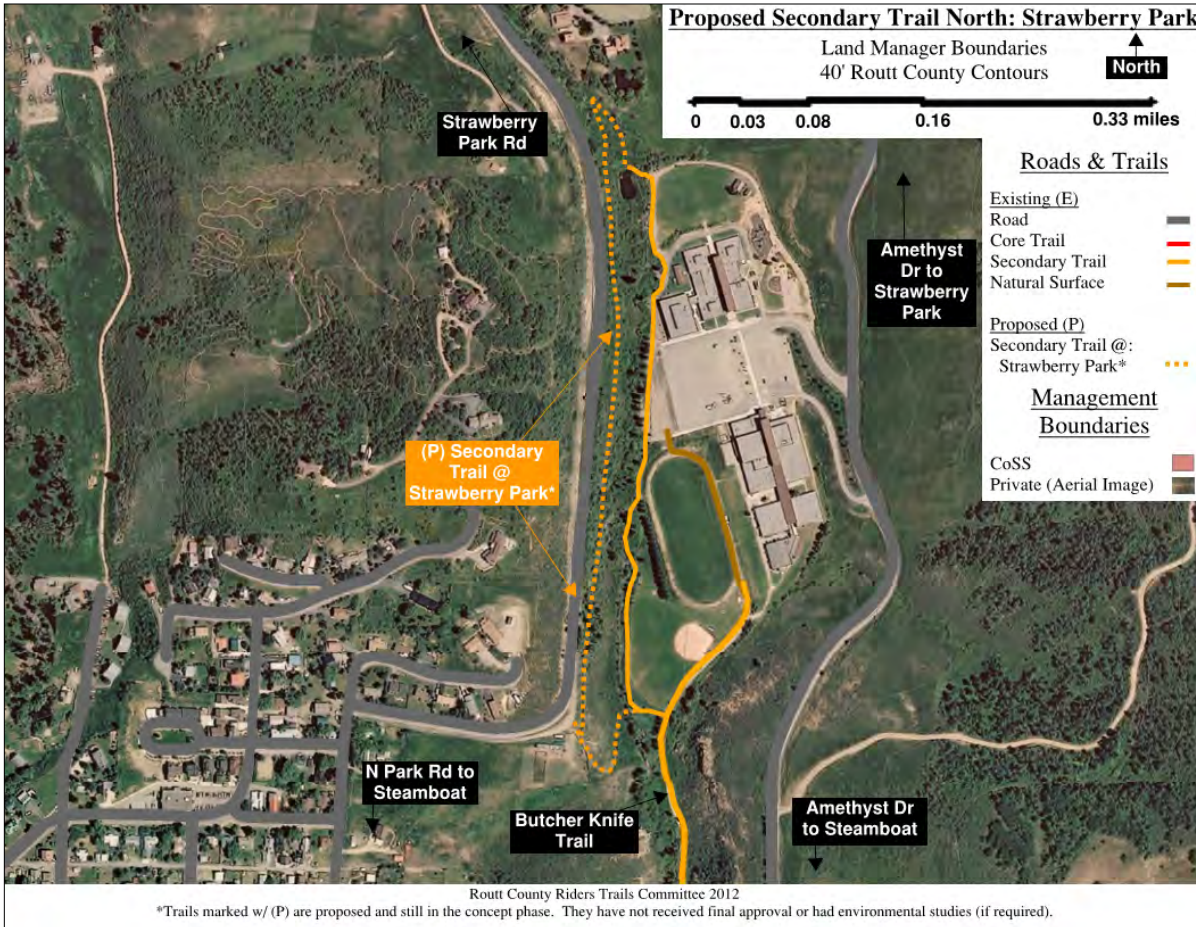 Proposed Secondary Trail North: Strawberry Park
Land Manager Boundaries
40' Routt County Contours
North
0 0.03 0.08 0.16 0.33 miles
Strawberry
Park Rd
Roads & Trails
Existing (E)
Road
Core Trail
Secondary Trail
Natural Surface
Proposed (P)
Secondary Trail @:
Strawberry Park*
Management
Boundaries
CoSS
Private (Aerial Image)
Amethyst
Dr to
Strawberry
Park
(P) Secondary
Trail @
Strawberry Park*
N Park Rd to
Steamboat
Butcher Knife
Trail
Amethyst Dr
to Steamboat
Routt County Riders Trails Committee 2012
*Trails marked w/ (P) are proposed and still in the concept phase. They have not received final approval or had environmental studies (if required).